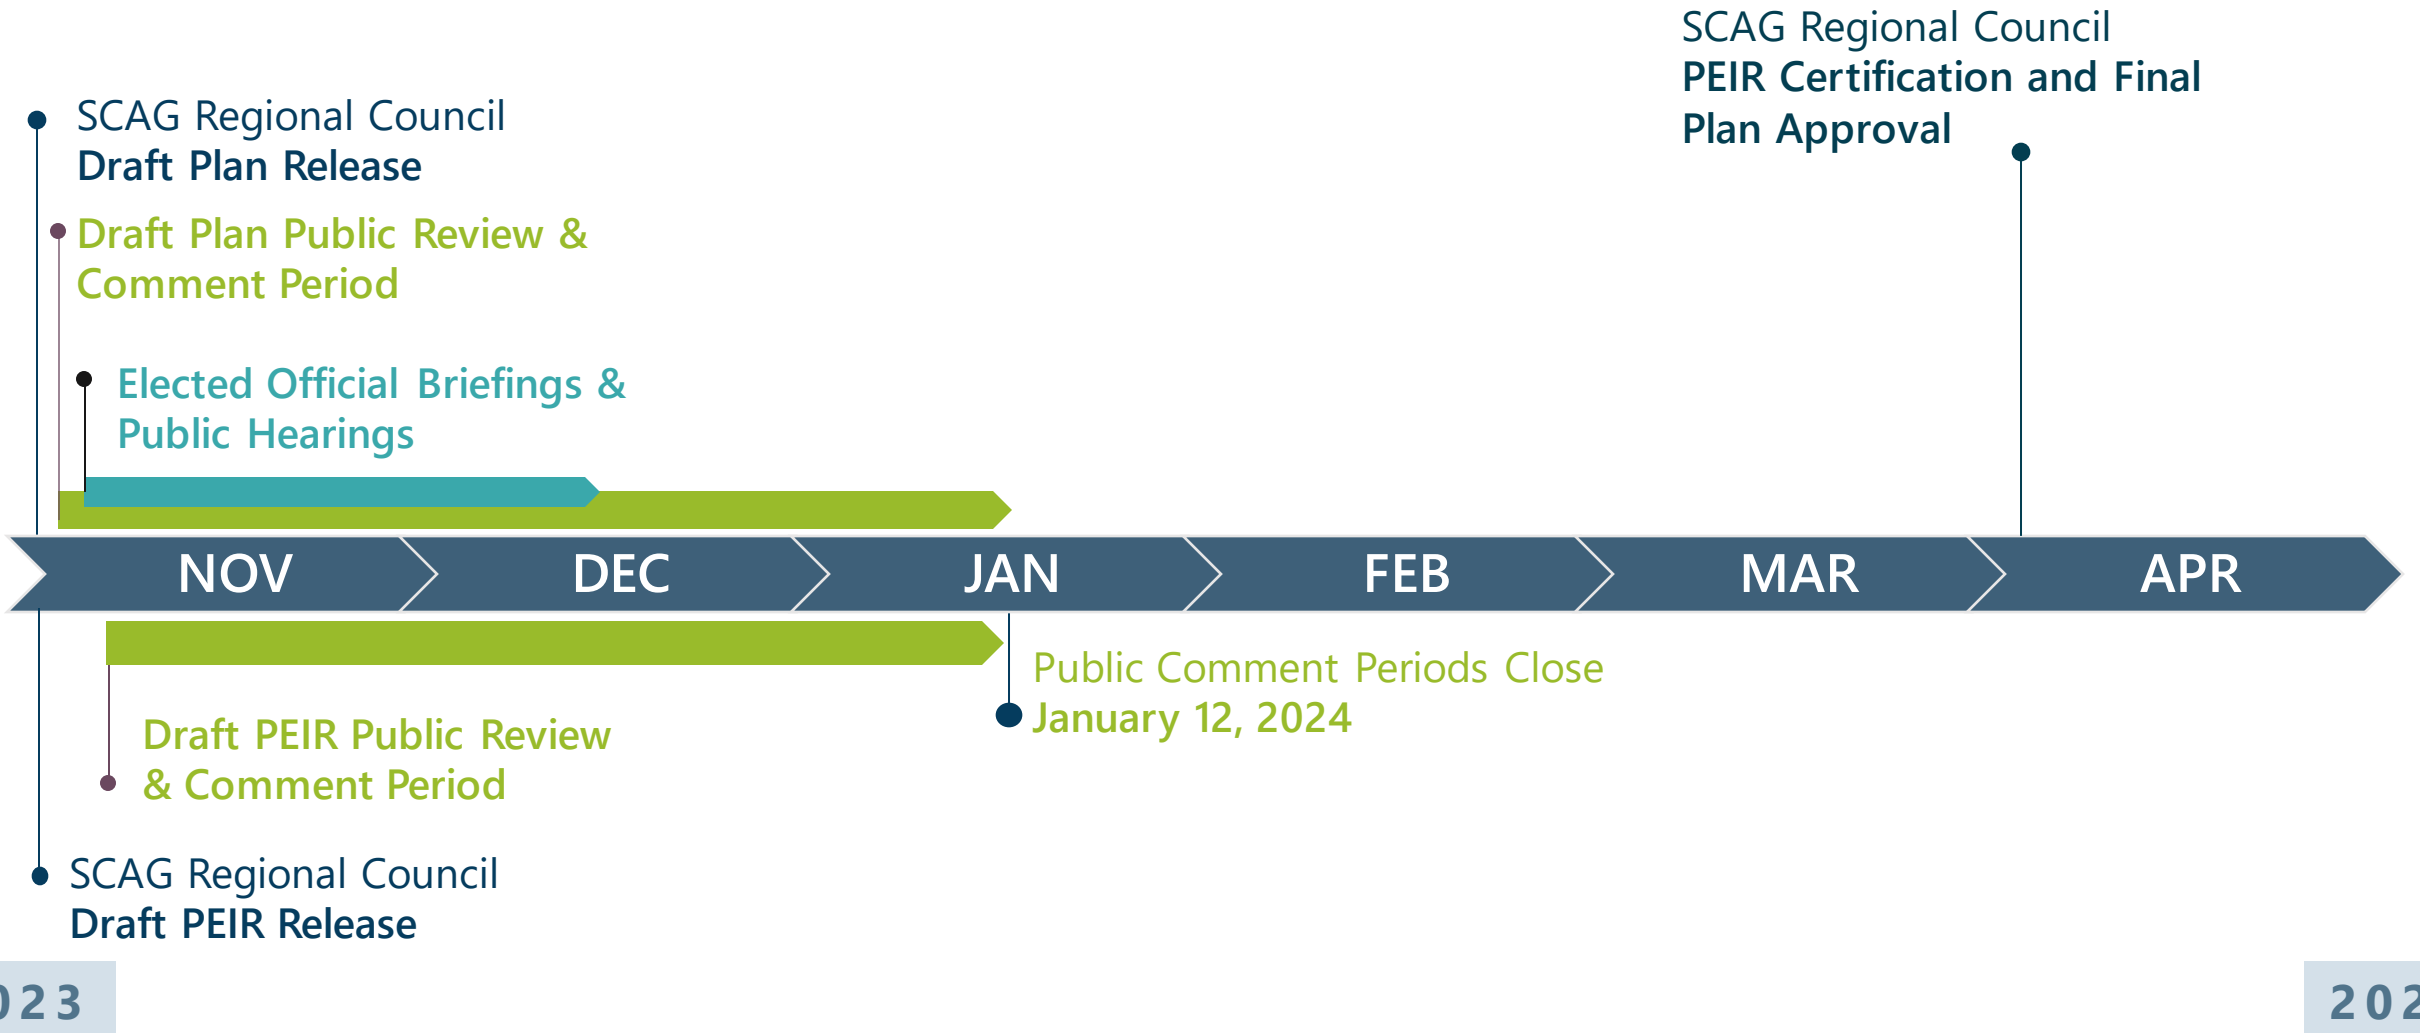 SCAG Regional Council
PEIR Certification and Final
Plan Approval
SCAG Regional Council
Draft Plan Release
Draft Plan Public Review &
Comment Period
Elected Official Briefings &
Public Hearings
NOV DEC JAN FEB MAR APR
Public Comment Periods Close
January 12, 2024
Draft PEIR Public Review
& Comment Period
SCAG Regional Council
Draft PEIR Release